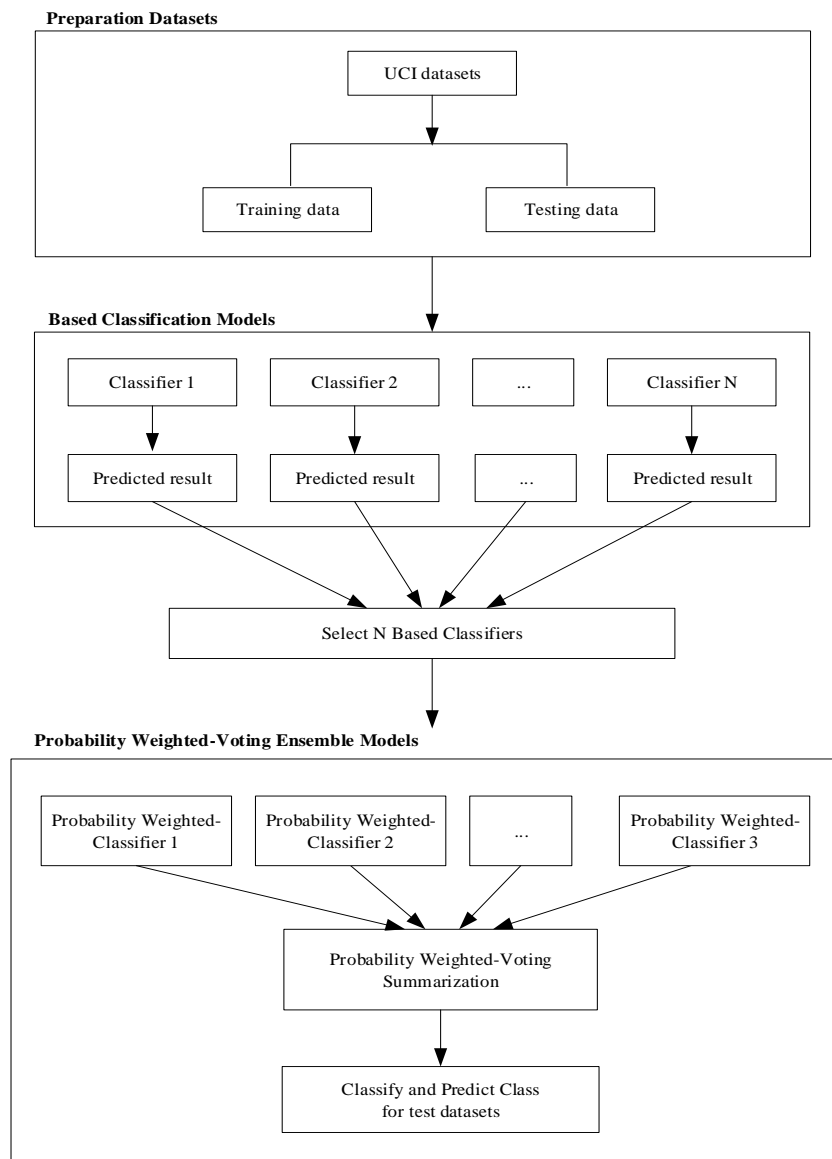 Preparation Datasets
UCI datasets
Training data
Testing data
Based Classification Models
Classifier 1
Classifier 2
...
Classifier N
Predicted result
Predicted result
...
Predicted result
Select N Based Classifiers
Probability Weighted-Voting Ensemble Models
Probability Weighted-
Classifier 1
Probability Weighted-
Classifier 2
...
Probability Weighted-
Classifier 3
Probability Weighted-Voting
Summarization
Classify and Predict Class
for test datasets